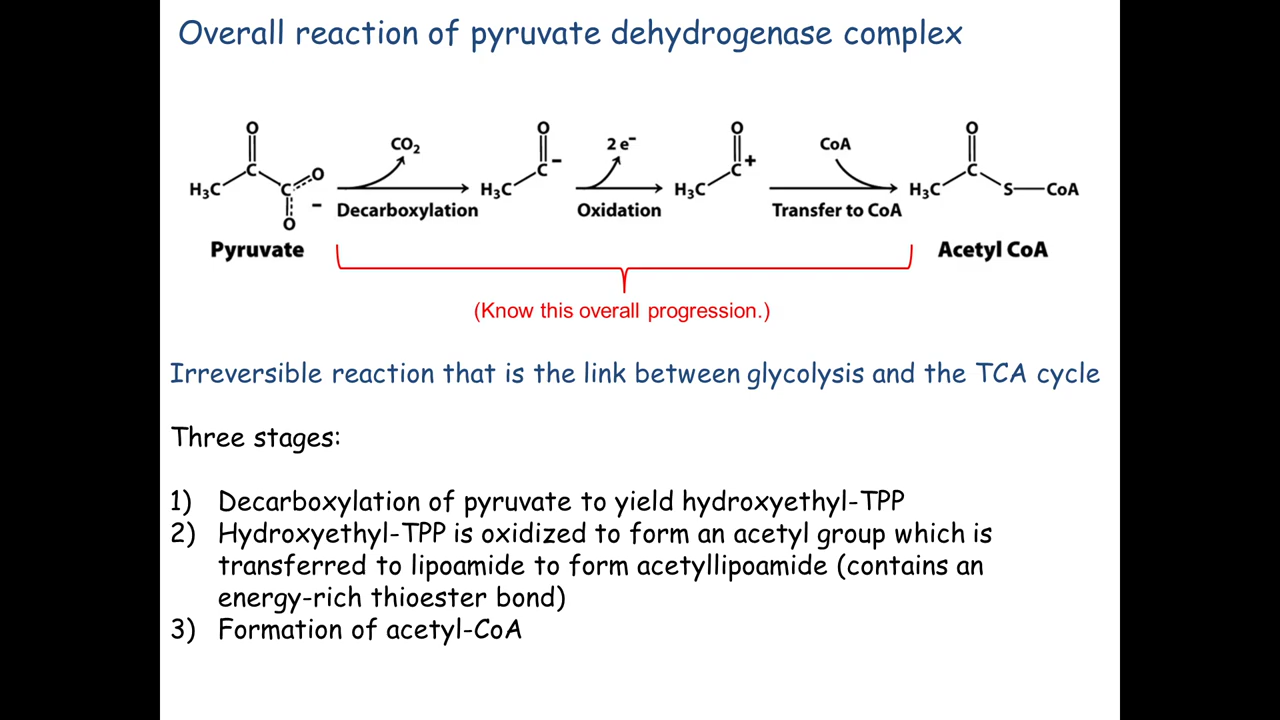 Overall reaction of pyruvate dehydrogenase complex
O
C
H₃C
C
O
−
O
Pyruvate
CO₂
Decarboxylation
O
C
−
H₃C
2 e⁻
Oxidation
O
C
+
H₃C
CoA
Transfer to CoA
O
C
H₃C
S
CoA
Acetyl CoA
(Know this overall progression.)
Irreversible reaction that is the link between glycolysis and the TCA cycle
Three stages:
1) Decarboxylation of pyruvate to yield hydroxyethyl-TPP
2) Hydroxyethyl-TPP is oxidized to form an acetyl group which is
transferred to lipoamide to form acetyllipoamide (contains an
energy-rich thioester bond)
3) Formation of acetyl-CoA